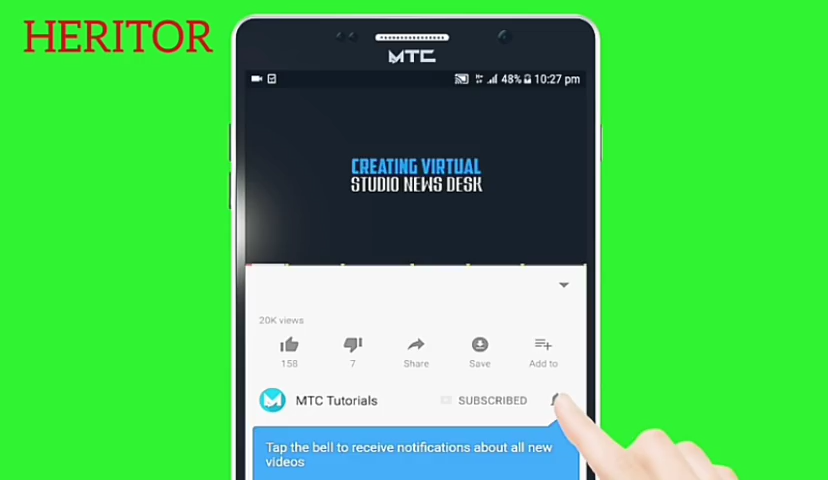 HERITOR
MTC
48% 10:27 pm
CREATING VIRTUAL
STUDIO NEWS DESK
20K views
158
7
Share
Save
Add to
MTC Tutorials
SUBSCRIBED
Tap the bell to receive notifications about all new
videos